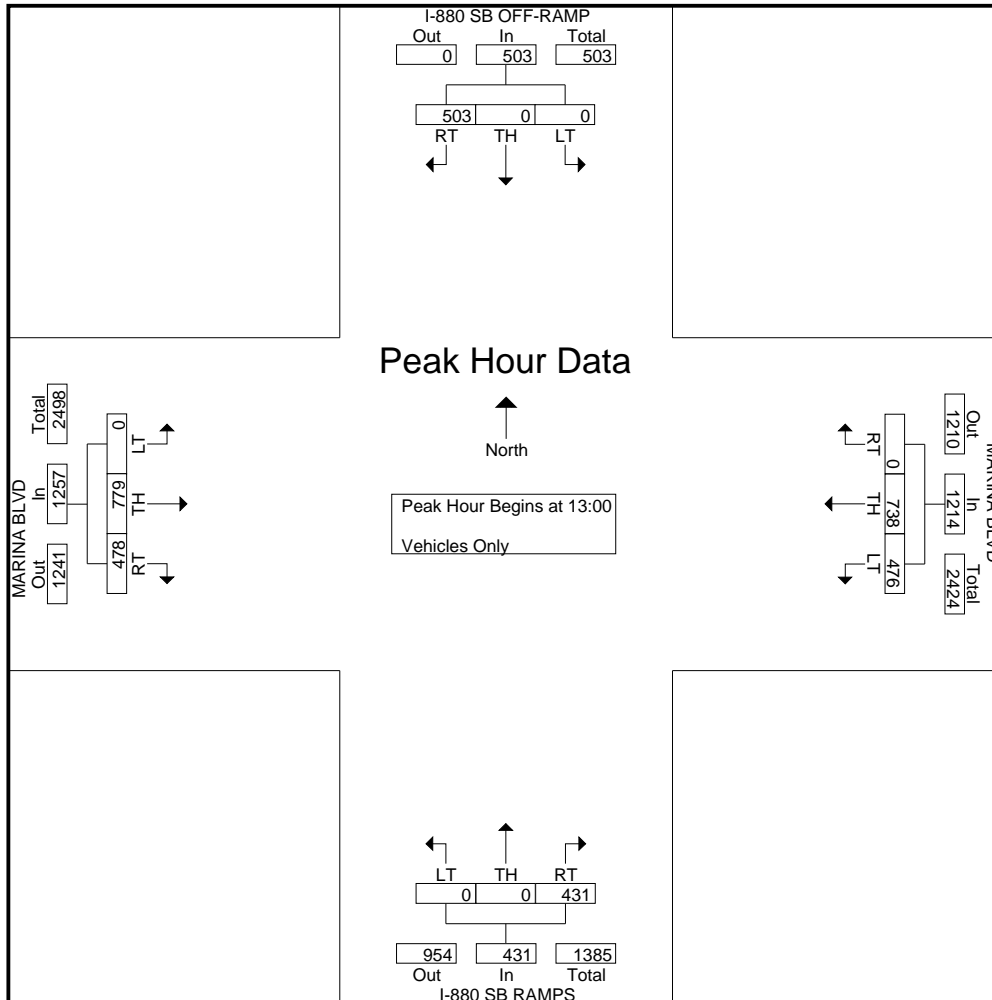 I-880 SB OFF-RAMP
Out In Total
0 503 503
503 0 0
RT TH LT
Peak Hour Data
North
Peak Hour Begins at 13:00
Vehicles Only
MARINA BLVD
Out In Total
1241 1257 2498
RT TH LT
478 779 0
MARINA BLVD
Out In Total
1210 1214 2424
RT TH LT
0 738 476
LT TH RT
0 0 431
954 431 1385
Out In Total
I-880 SB RAMPS